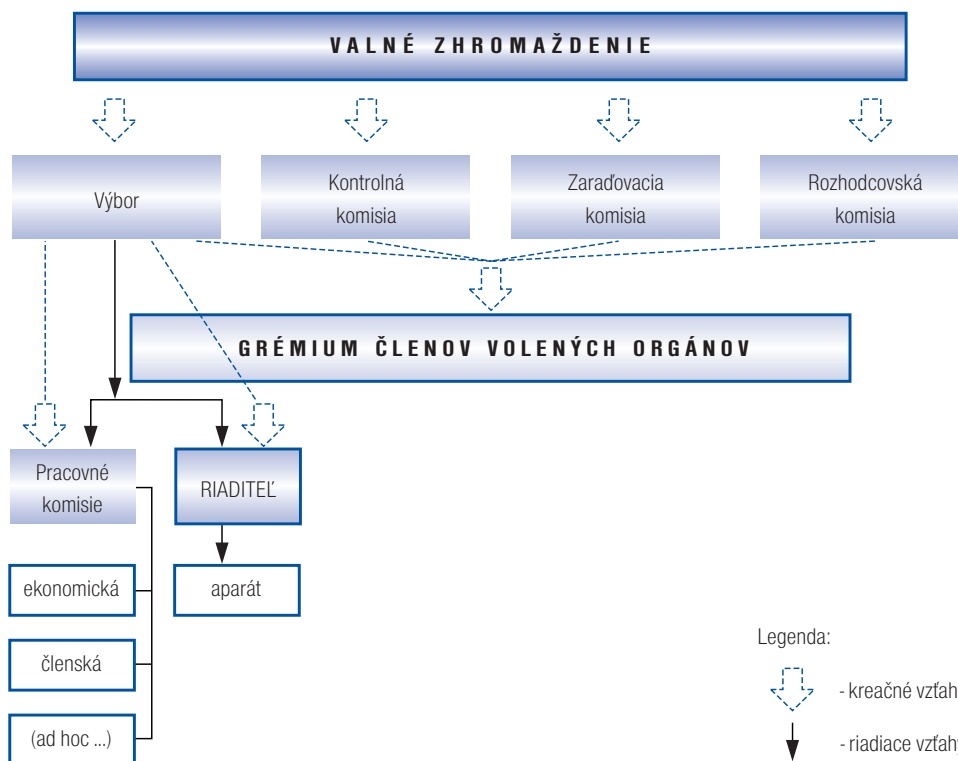 VALNÉ ZHROMAŽDENIE
Výbor
Kontrolná
komisia
Zaraďovacia
komisia
Rozhodcovská
komisia
GRÉMIUM ČLENOV VOLENÝCH ORGÁNOV
Pracovné
komisie
RIADITEĽ
ekonomická
aparát
členská
(ad hoc ...)
Legenda:
- kreačné vzťah
- riadiace vzťahy